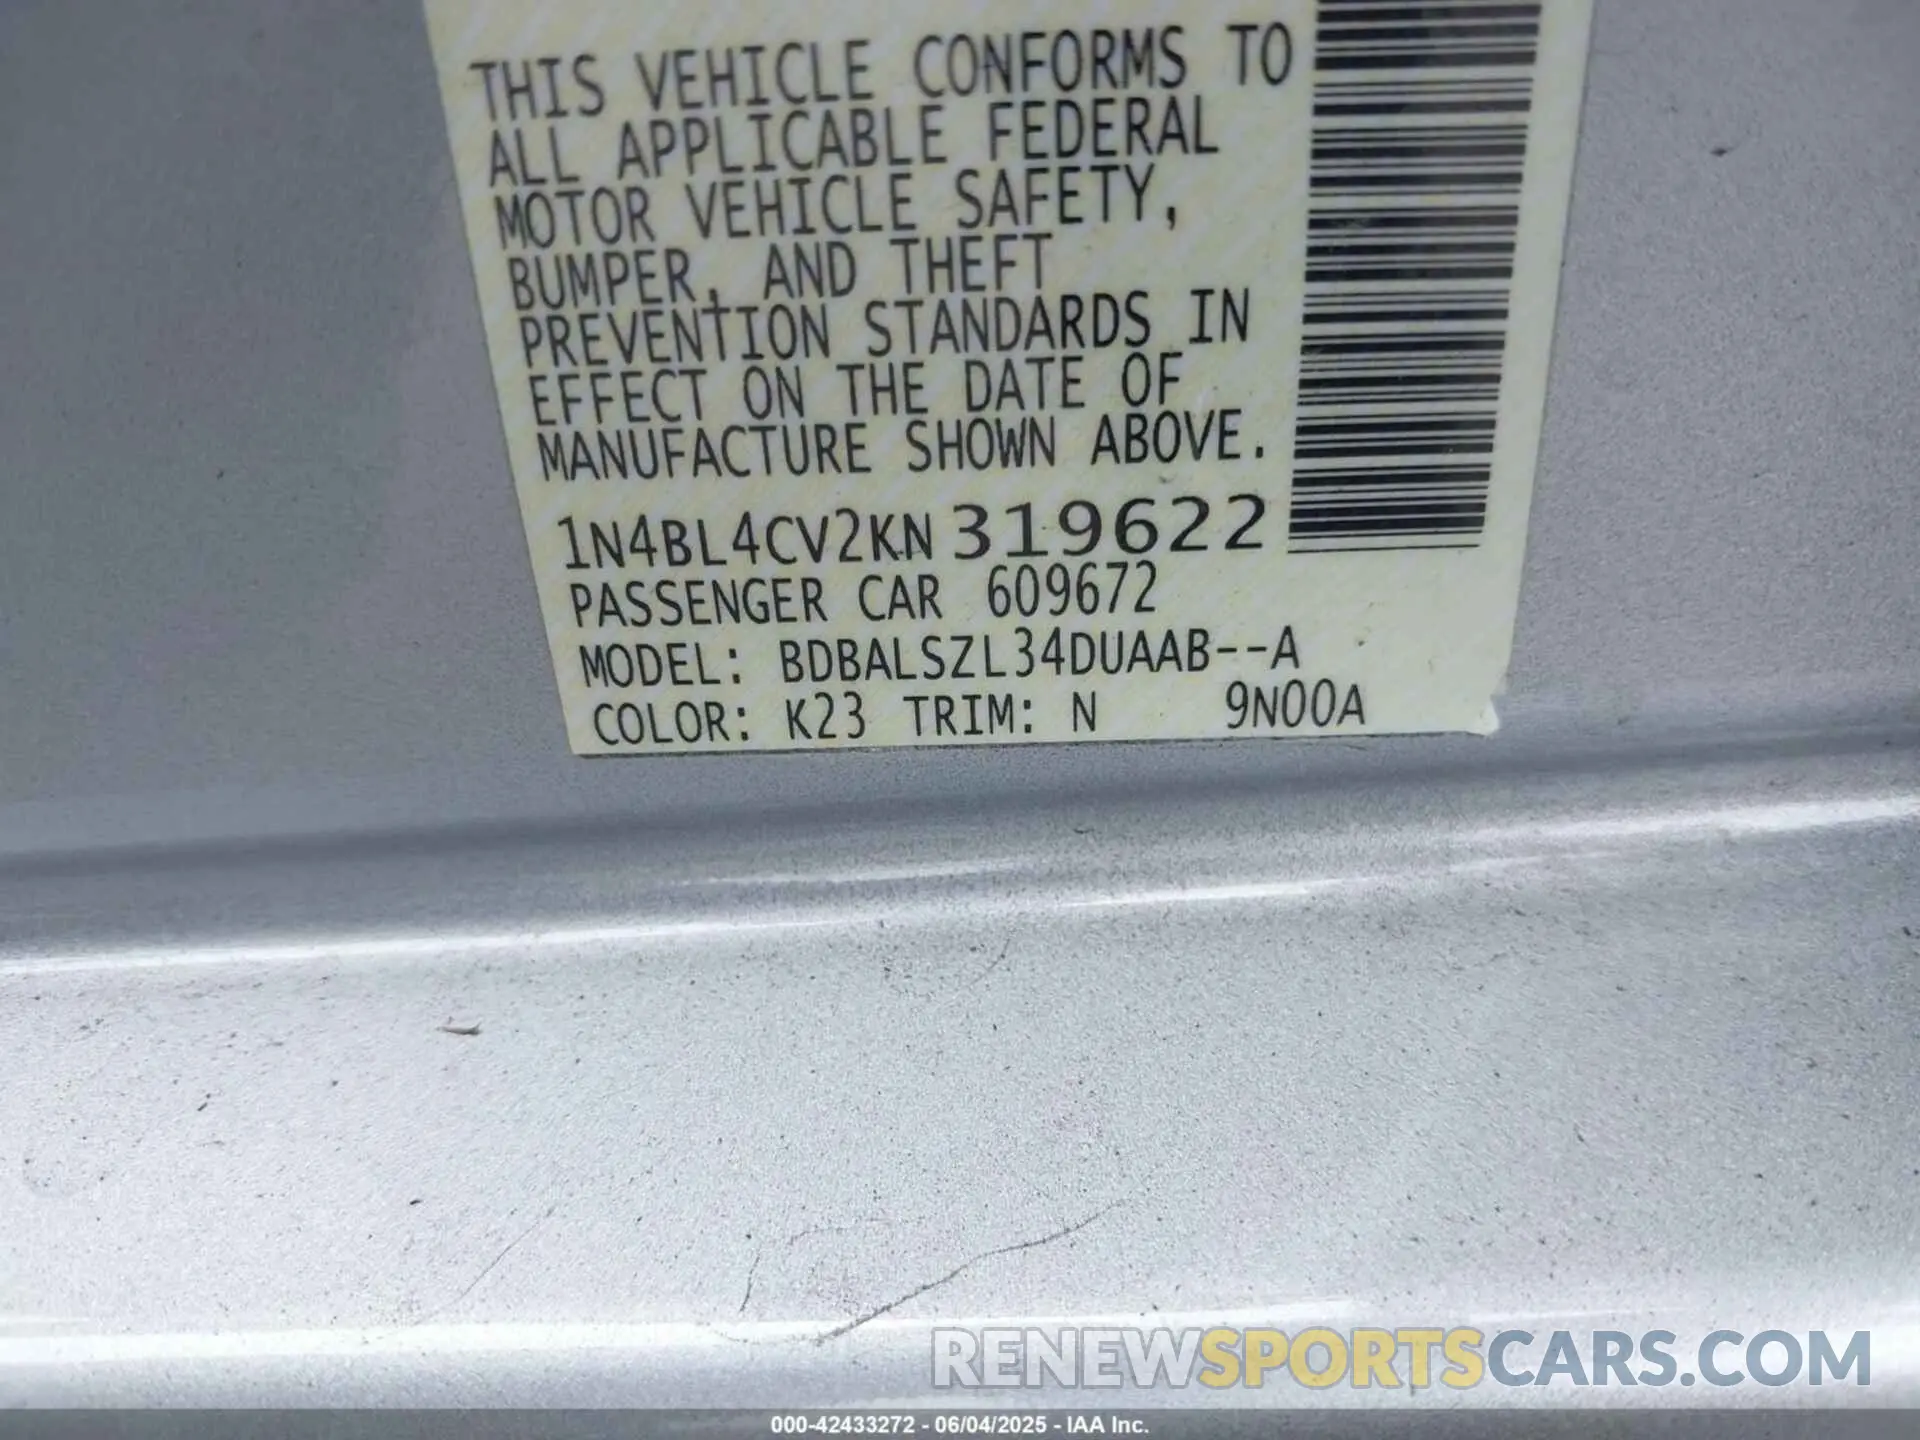 THIS VEHICLE CONFORMS TO
ALL APPLICABLE FEDERAL
MOTOR VEHICLE SAFETY,
BUMPER, AND THEFT
PREVENTION STANDARDS IN
EFFECT ON THE DATE OF
MANUFACTURE SHOWN ABOVE.
1N4BL4CV2KN319622
PASSENGER CAR 609672
MODEL: BDBALSZL34DUAAB--A
COLOR: K23 TRIM: N 9N00A
RENEWSPORTSCARS.COM
000-42433272 - 06/04/2025 - IAA Inc.